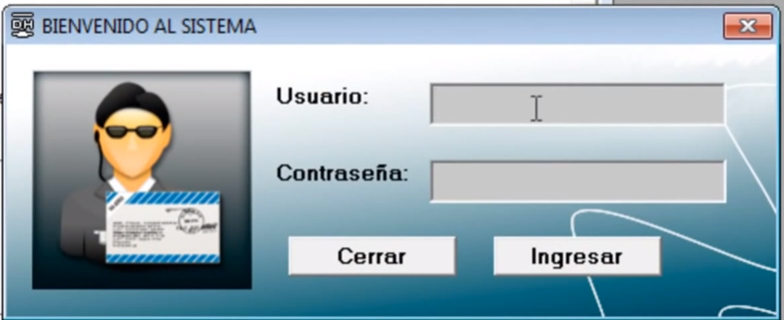 BIENVENIDO AL SISTEMA
Usuario:
Contraseña:
Cerrar
Ingresar